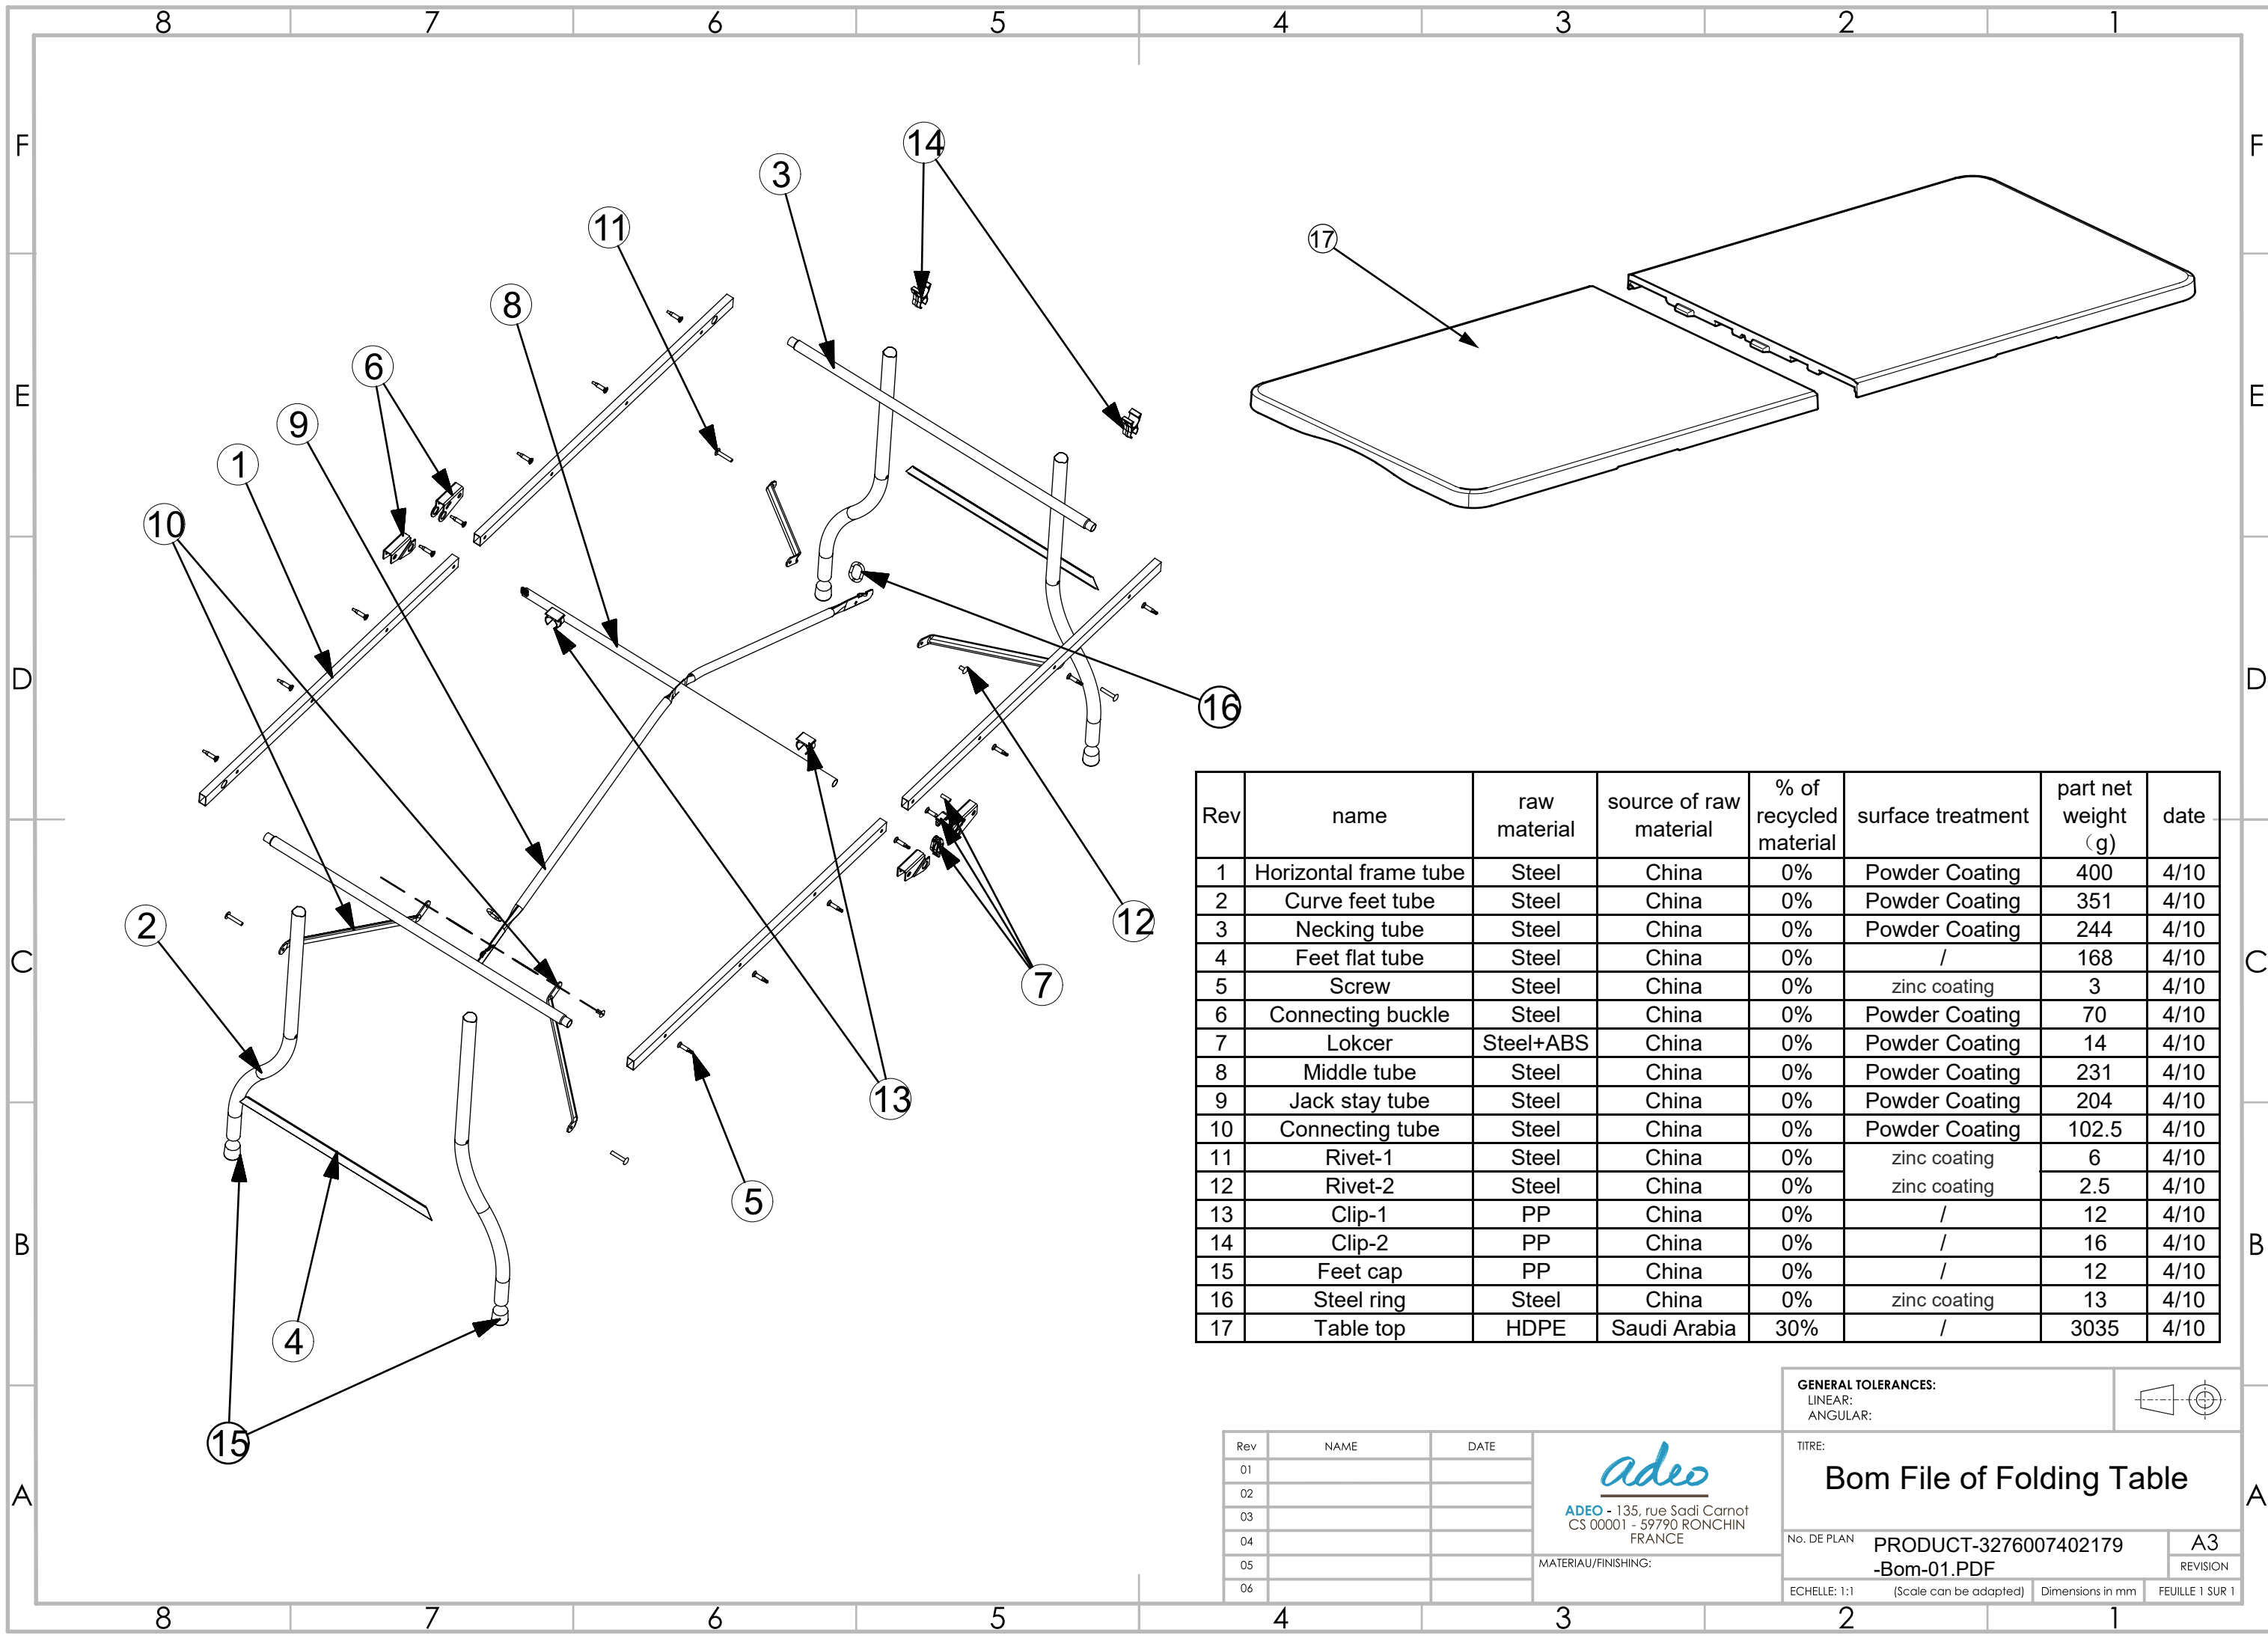 8 7 6 5 4 3 2 1
F F
E E
D D
C C
B B
A A
14
3
11
17
8
6
9
1
10
16
2
12
7
13
5
4
15
Rev name raw material source of raw material % of recycled material surface treatment part net weight （g) date
1 Horizontal frame tube Steel China 0% Powder Coating 400 4/10
2 Curve feet tube Steel China 0% Powder Coating 351 4/10
3 Necking tube Steel China 0% Powder Coating 244 4/10
4 Feet flat tube Steel China 0% / 168 4/10
5 Screw Steel China 0% zinc coating 3 4/10
6 Connecting buckle Steel China 0% Powder Coating 70 4/10
7 Lokcer Steel+ABS China 0% Powder Coating 14 4/10
8 Middle tube Steel China 0% Powder Coating 231 4/10
9 Jack stay tube Steel China 0% Powder Coating 204 4/10
10 Connecting tube Steel China 0% Powder Coating 102.5 4/10
11 Rivet-1 Steel China 0% zinc coating 6 4/10
12 Rivet-2 Steel China 0% zinc coating 2.5 4/10
13 Clip-1 PP China 0% / 12 4/10
14 Clip-2 PP China 0% / 16 4/10
15 Feet cap PP China 0% / 12 4/10
16 Steel ring Steel China 0% zinc coating 13 4/10
17 Table top HDPE Saudi Arabia 30% / 3035 4/10
GENERAL TOLERANCES:
LINEAR:
ANGULAR:
Rev NAME DATE
01
02
03
04
05
06
adeo
ADEO - 135, rue Sadi Carnot
CS 00001 - 59790 RONCHIN
FRANCE
MATERIAU/FINISHING:
TITRE:
Bom File of Folding Table
No. DE PLAN PRODUCT-3276007402179
-Bom-01.PDF
A3
REVISION
ECHELLE: 1:1 (Scale can be adapted) Dimensions in mm FEUILLE 1 SUR 1
8 7 6 5 4 3 2 1